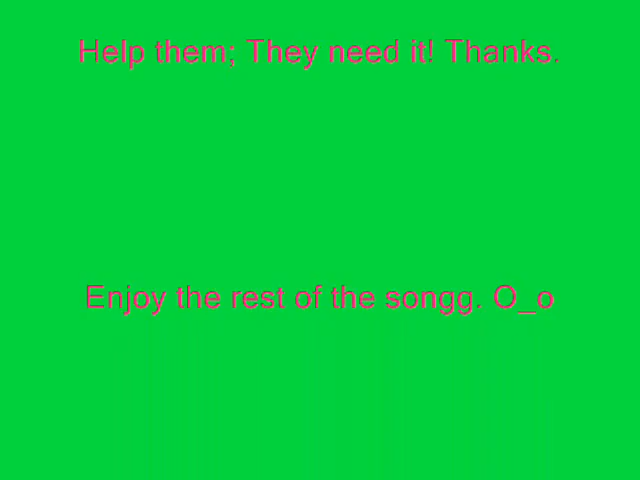 Help them; They need it! Thanks.
Enjoy the rest of the songg. O_o